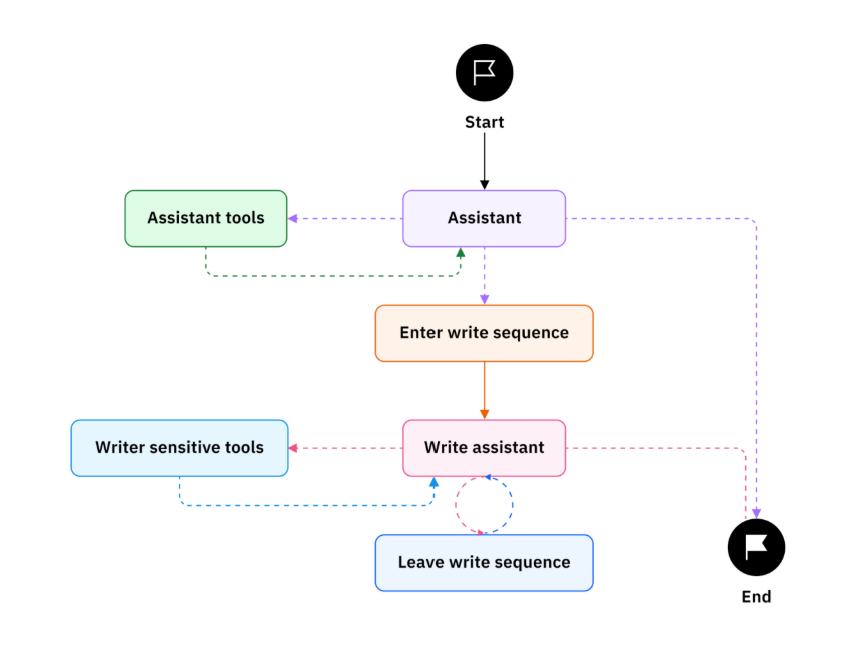 Start
Assistant tools
Assistant
Enter write sequence
Writer sensitive tools
Write assistant
Leave write sequence
End